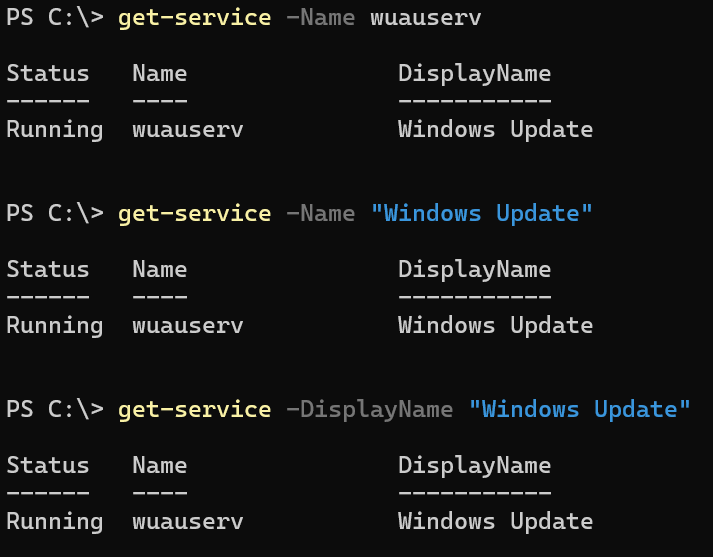 PS C:\> get-service -Name wuauserv
Status   Name               DisplayName
------   ----               -----------
Running  wuauserv           Windows Update
PS C:\> get-service -Name "Windows Update"
Status   Name               DisplayName
------   ----               -----------
Running  wuauserv           Windows Update
PS C:\> get-service -DisplayName "Windows Update"
Status   Name               DisplayName
------   ----               -----------
Running  wuauserv           Windows Update